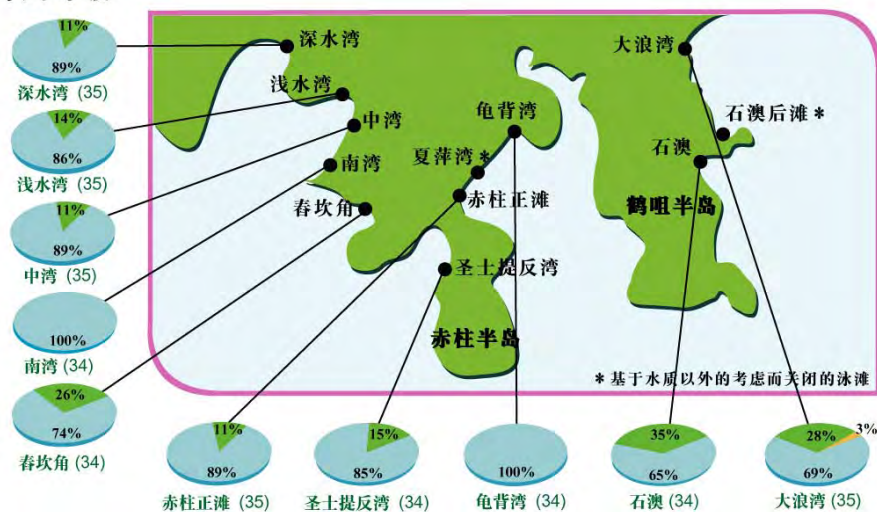 11%
89%
深水湾 (35)
14%
86%
浅水湾 (35)
11%
89%
中湾 (35)
100%
南湾 (34)
26%
74%
舂坎角 (34)
深水湾
浅水湾
中湾
南湾
舂坎角
龟背湾
夏萍湾*
赤柱正滩
圣士提反湾
赤柱半岛
大浪湾
石澳后滩*
石澳
鹤咀半岛
*基于水质以外的考虑而关闭的泳滩
11%
89%
赤柱正滩 (35)
15%
85%
圣士提反湾 (34)
100%
龟背湾 (34)
35%
65%
石澳 (34)
28%
3%
69%
大浪湾 (35)